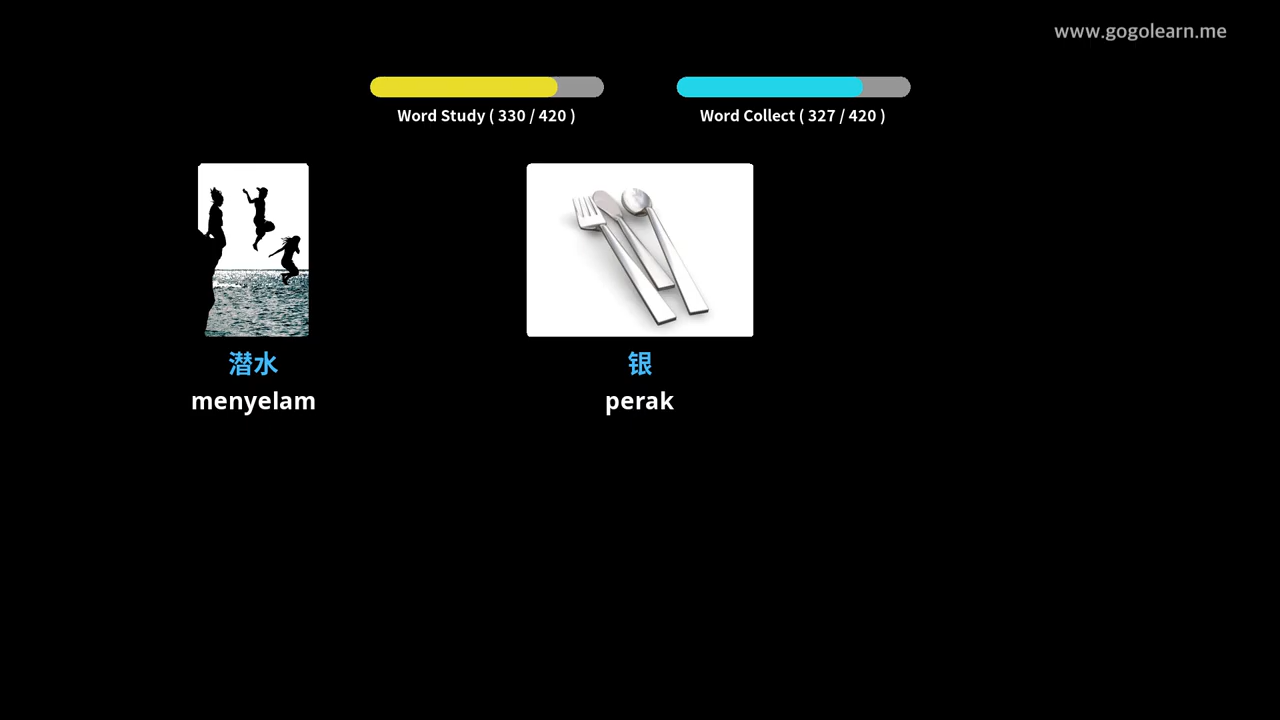 www.gogolearn.me
Word Study ( 330 / 420 )
Word Collect ( 327 / 420 )
潜水
menyelam
银
perak